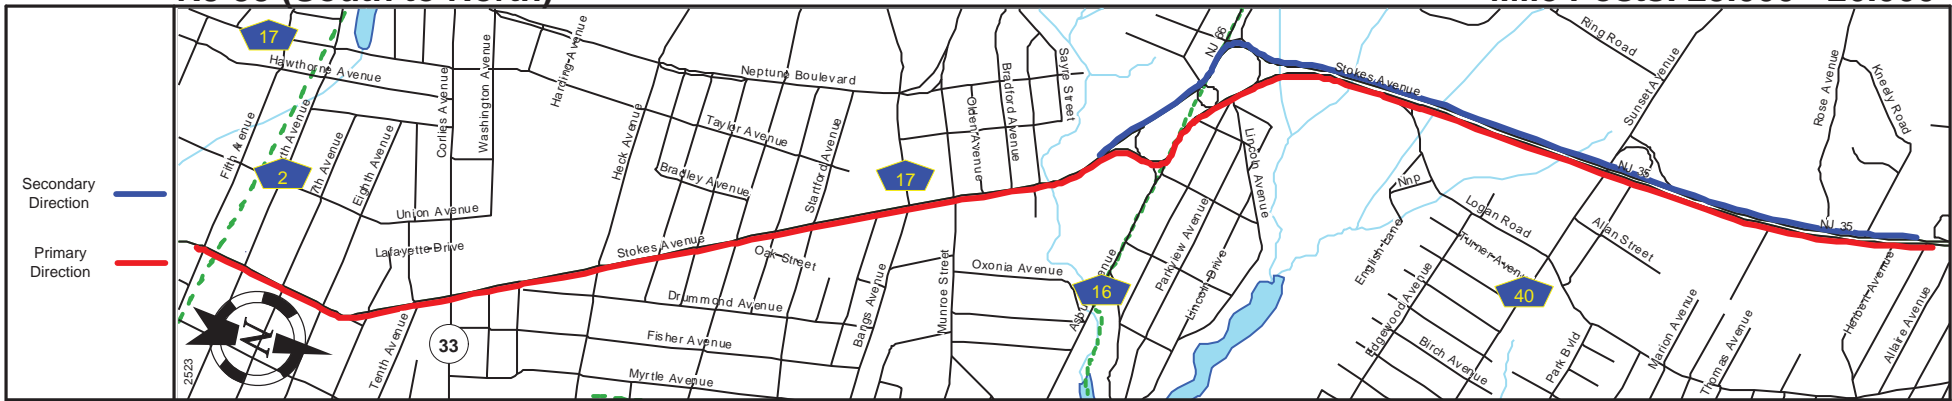 Secondary
Direction
Primary
Direction
17
Hawthorne Avenue
Fifth Avenue
2
7th Avenue
Eighth Avenue
Corlies Avenue
Washington Avenue
Harding Avenue
Union Avenue
Lafayette Drive
Tenth Avenue
33
2523
N
Heck Avenue
Neptune Boulevard
Taylor Avenue
Bradley Avenue
Startford Avenue
Stokes Avenue
Oak Street
Drummond Avenue
Fisher Avenue
Myrtle Avenue
Bangs Avenue
17
Munroe Street
Olden Avenue
Bradford Avenue
Sayre Street
Oxonia Avenue
16
NJ 66
Lincoln Avenue
Parkview Avenue
Lincoln Drive
Stokes Avenue
Ring Road
Sunset Avenue
Rose Avenue
Kneely Road
NJ 35
NJ 35
Nnp
Logan Road
Turner Avenue
Allan Street
English Lane
Edgewood Avenue
40
Birch Avenue
Park Bvld
Marion Avenue
Thomas Avenue
Herbert Avenue
Allaire Avenue